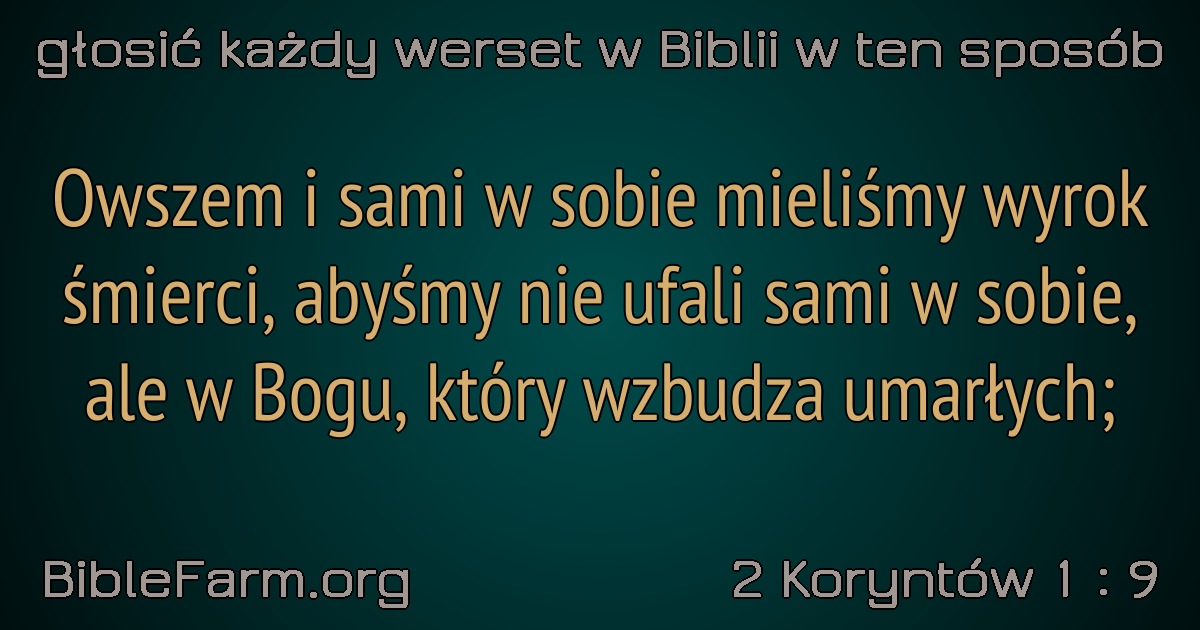 głosić każdy werset w Biblii w ten sposób
Owszem i sami w sobie mieliśmy wyrok
śmierci, abyśmy nie ufali sami w sobie,
ale w Bogu, który wzbudza umarłych;
BibleFarm.org
2 Koryntów 1 : 9